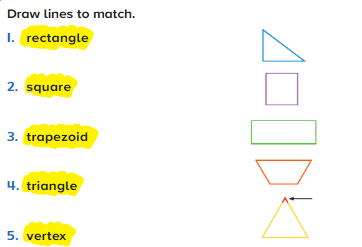 Draw lines to match.
1. rectangle
2. square
3. trapezoid
4. triangle
5. vertex